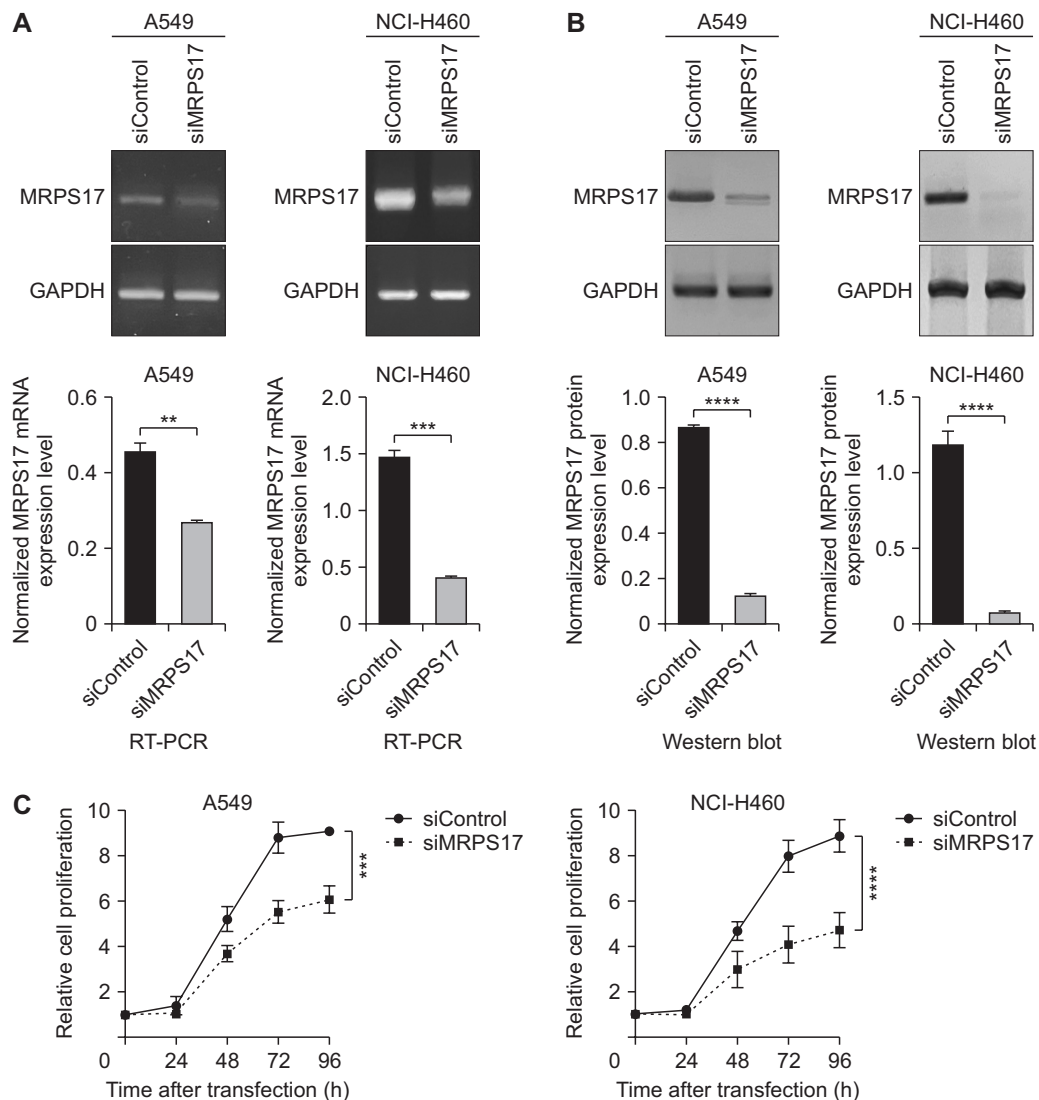 A
A549
NCI-H460
siControl
siMRPS17
siControl
siMRPS17
MRPS17
GAPDH
MRPS17
GAPDH
B
A549
NCI-H460
siControl
siMRPS17
siControl
siMRPS17
MRPS17
GAPDH
MRPS17
GAPDH
A549
Normalized MRPS17 mRNA
expression level
0.6
0.4
0.2
0
**
siControl
siMRPS17
RT-PCR
NCI-H460
Normalized MRPS17 mRNA
expression level
2.0
1.5
1.0
0.5
0
***
siControl
siMRPS17
RT-PCR
A549
Normalized MRPS17 protein
expression level
1.0
0.8
0.6
0.4
0.2
0
****
siControl
siMRPS17
Western blot
NCI-H460
Normalized MRPS17 protein
expression level
1.5
1.0
0.5
0
****
siControl
siMRPS17
Western blot
C
A549
Relative cell proliferation
10
8
6
4
2
0
24
48
72
96
Time after transfection (h)
siControl
siMRPS17
***
NCI-H460
Relative cell proliferation
10
8
6
4
2
0
24
48
72
96
Time after transfection (h)
siControl
siMRPS17
****